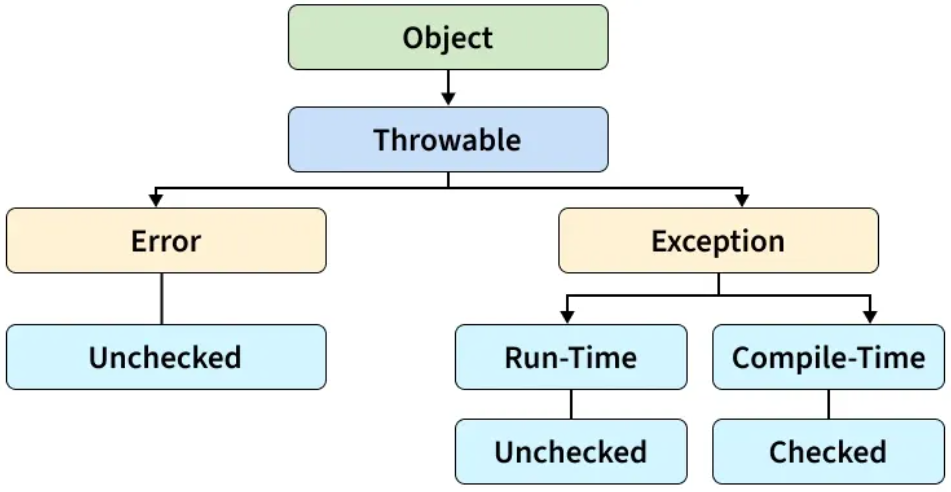 Object
Throwable
Error
Exception
Unchecked
Run-Time
Compile-Time
Unchecked
Checked